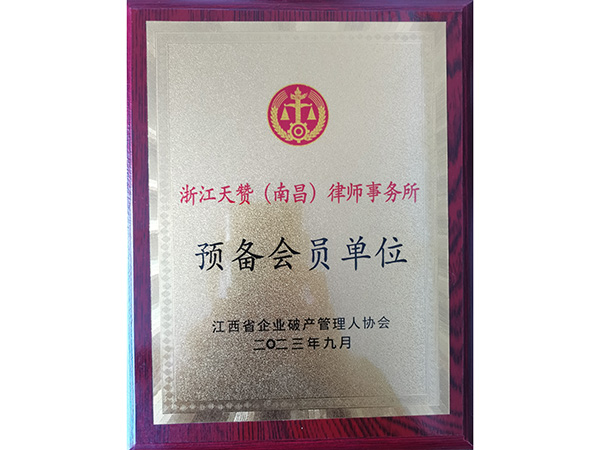 浙江天赞（南昌）律师事务所
预备会员单位
江西省企业破产管理人协会
二〇二三年九月